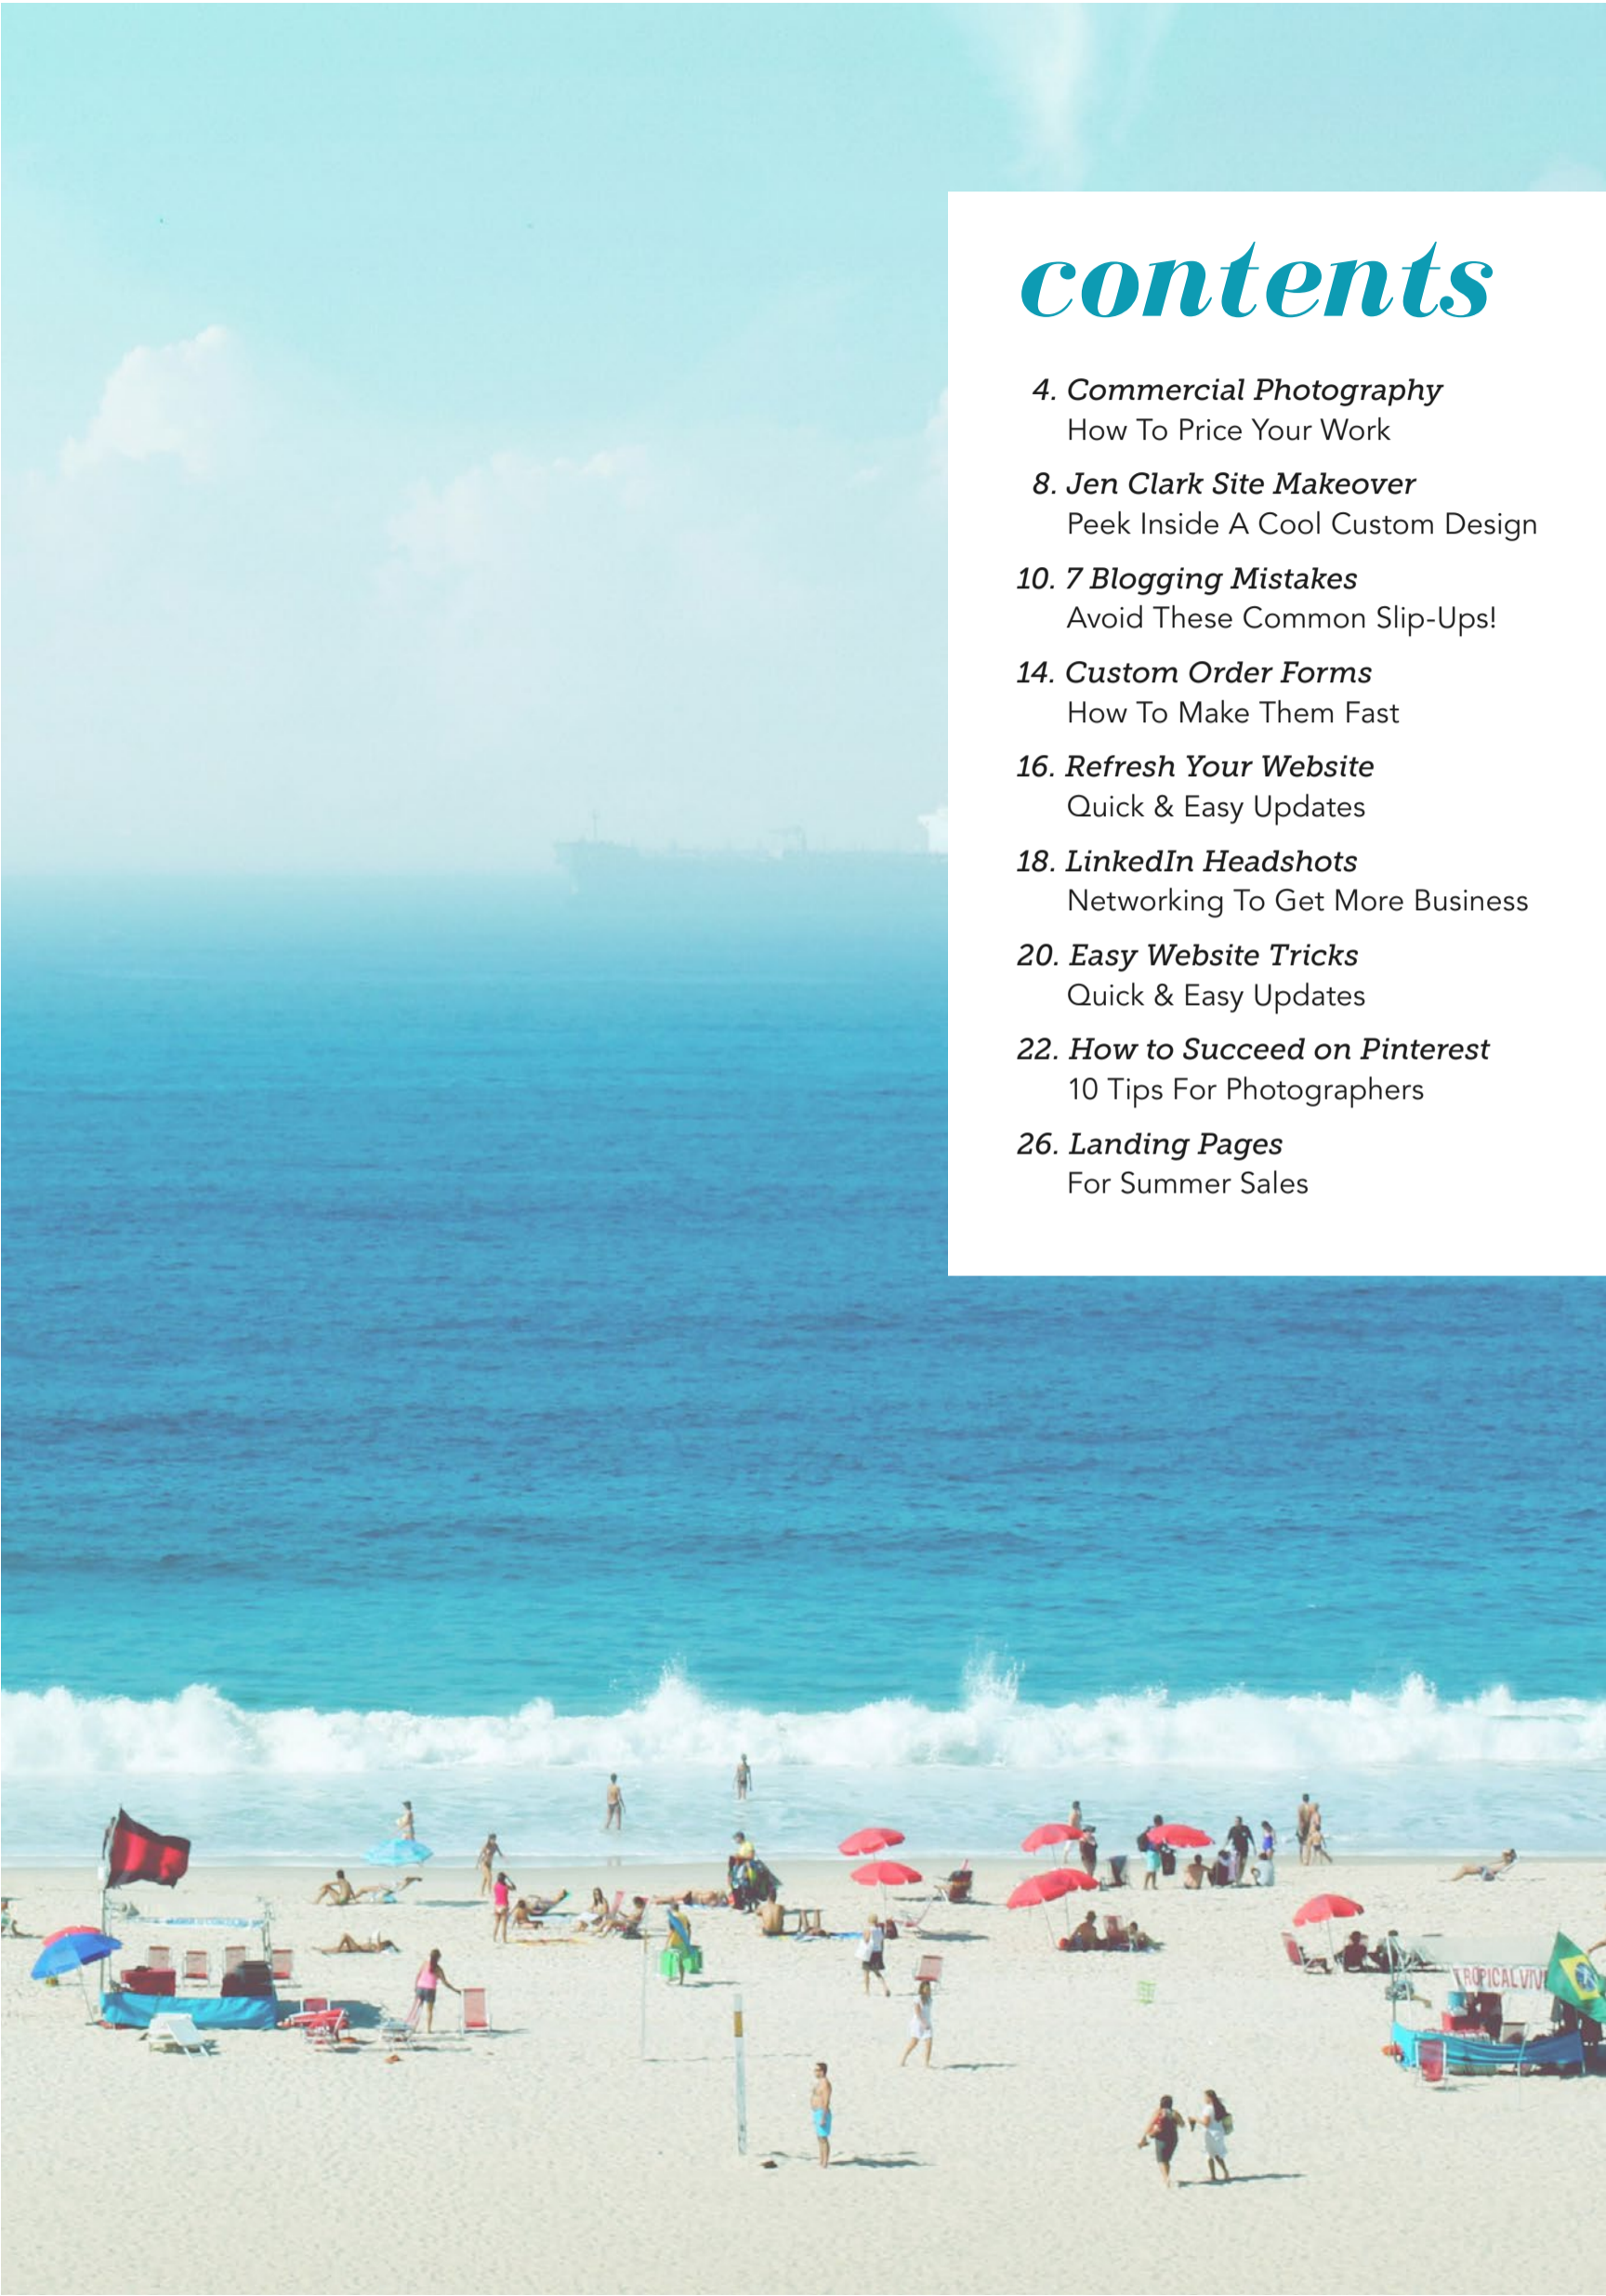 contents
4. Commercial Photography
How To Price Your Work
8. Jen Clark Site Makeover
Peek Inside A Cool Custom Design
10. 7 Blogging Mistakes
Avoid These Common Slip-Ups!
14. Custom Order Forms
How To Make Them Fast
16. Refresh Your Website
Quick & Easy Updates
18. LinkedIn Headshots
Networking To Get More Business
20. Easy Website Tricks
Quick & Easy Updates
22. How to Succeed on Pinterest
10 Tips For Photographers
26. Landing Pages
For Summer Sales
TROPICAL